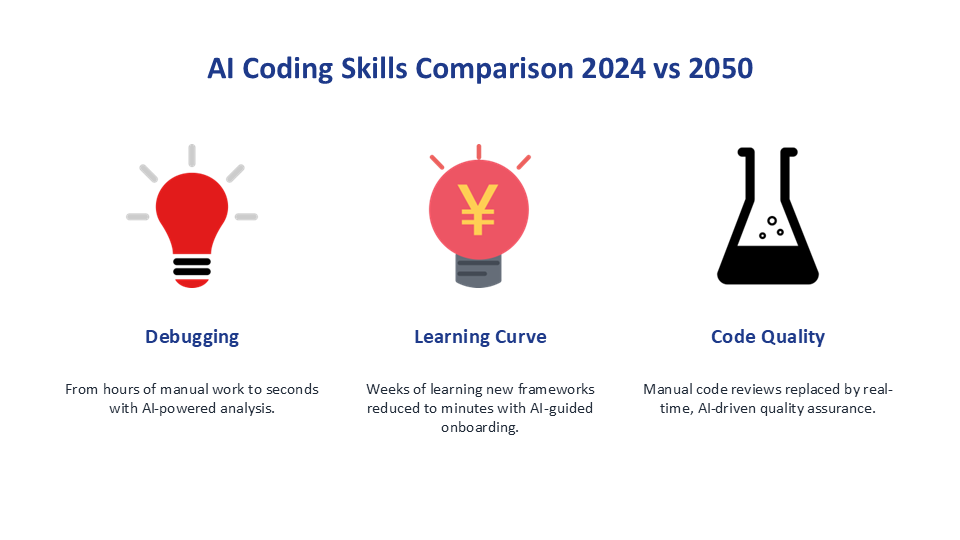 AI Coding Skills Comparison 2024 vs 2050
¥
Debugging
From hours of manual work to seconds
with AI-powered analysis.
Learning Curve
Weeks of learning new frameworks
reduced to minutes with AI-guided
onboarding.
Code Quality
Manual code reviews replaced by real-
time, AI-driven quality assurance.